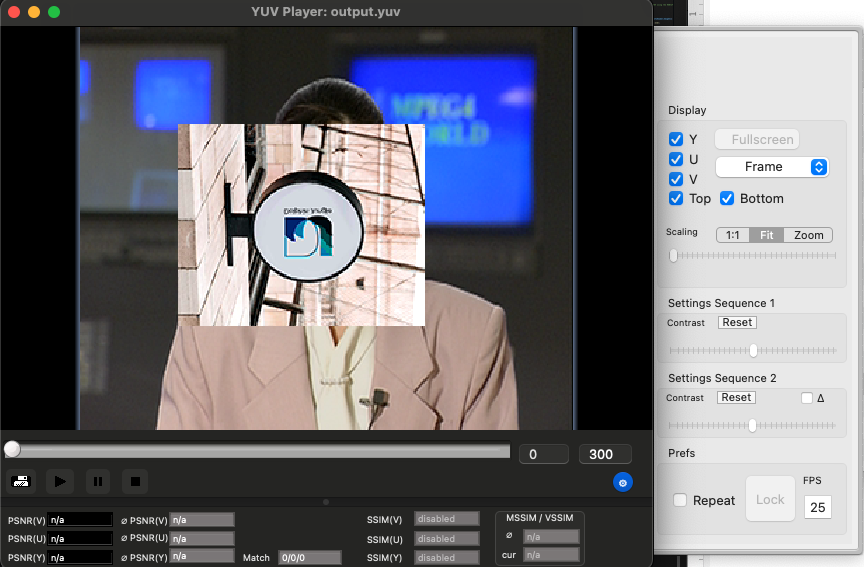 YUV Player: output.yuv
MPEG4
WORLD
0
300
PSNR(V) n/a ⌀ PSNR(V) n/a SSIM(V) disabled
PSNR(U) n/a ⌀ PSNR(U) n/a SSIM(U) disabled
PSNR(Y) n/a ⌀ PSNR(Y) n/a Match 0/0/0 SSIM(Y) disabled
MSSIM / VSSIM
⌀ n/a
cur n/a
Display
Y Fullscreen
U Frame
V
Top Bottom
Scaling 1:1 Fit Zoom
Settings Sequence 1
Contrast Reset
Settings Sequence 2
Contrast Reset Δ
Prefs
FPS
Repeat Lock 25